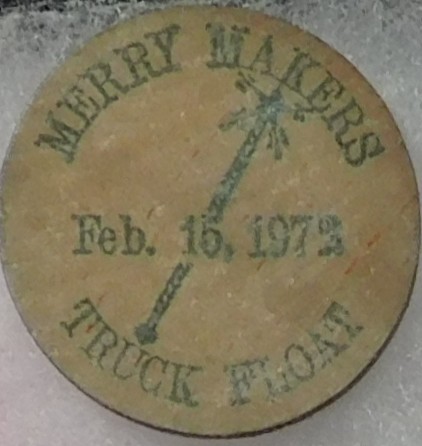 MERRY MAKERS
Feb. 15, 1972
TRUCK FLOAT